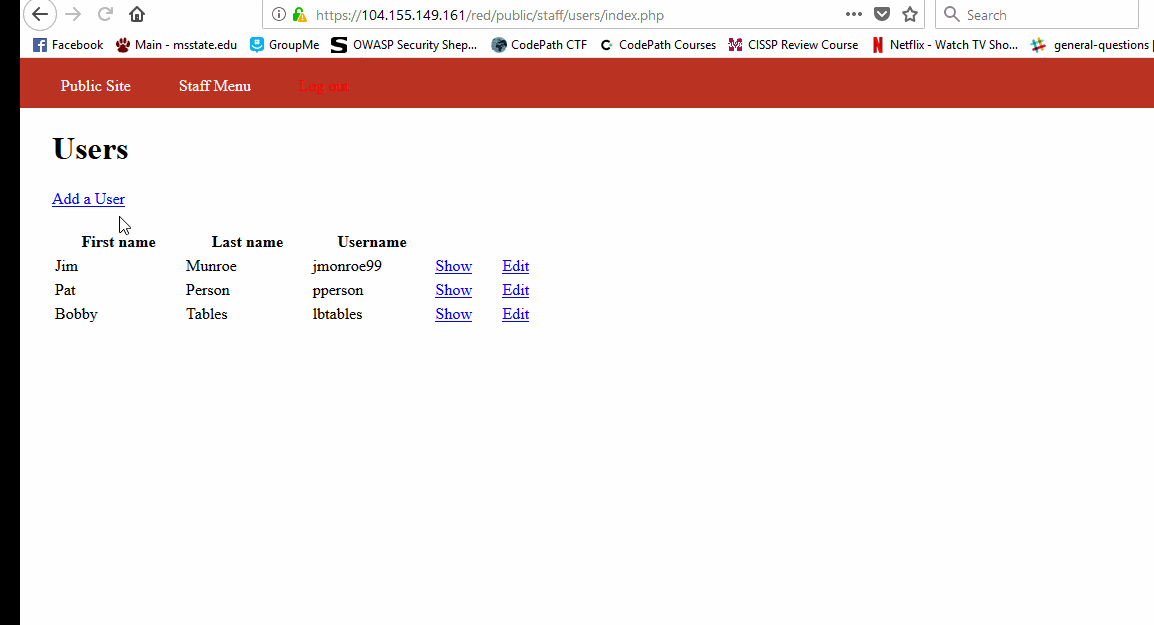 https://104.155.149.161/red/public/staff/users/index.php Search
Facebook Main - msstate.edu GroupMe OWASP Security Shep... CodePath CTF CodePath Courses CISSP Review Course Netflix - Watch TV Sho... general-questions
Public Site Staff Menu Log out
Users
Add a User
First name Last name Username
Jim Munroe jmonroe99 Show Edit
Pat Person pperson Show Edit
Bobby Tables lbtables Show Edit